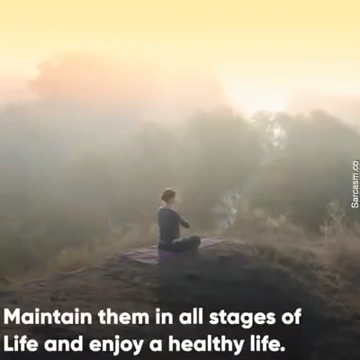 Sarcasm.co
Maintain them in all stages of
Life and enjoy a healthy life.